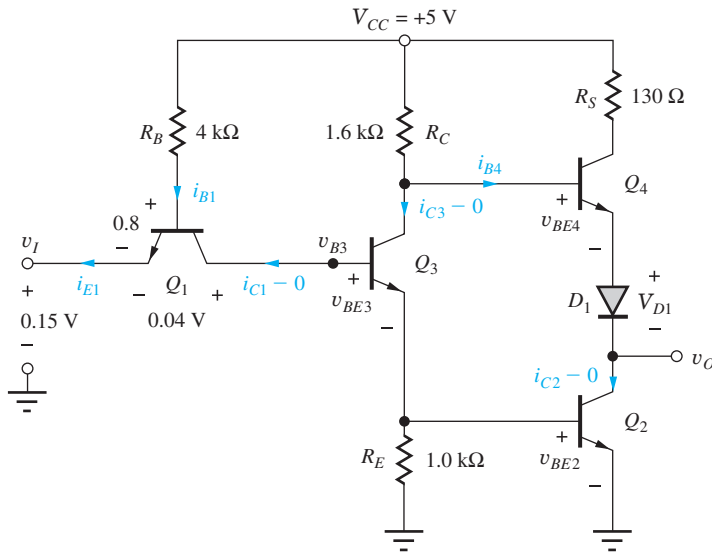 V_CC = +5 V
R_B
4 kΩ
1.6 kΩ
R_C
R_S
130 Ω
i_B1
i_B4
i_C3 − 0
+
v_BE4
−
Q_4
+
0.8
−
v_I
i_E1
−
Q_1
+
0.04 V
i_C1 − 0
v_B3
+
v_BE3
−
Q_3
+
0.15 V
−
D_1
+
V_D1
−
i_C2 − 0
v_O
R_E
1.0 kΩ
+
v_BE2
−
Q_2